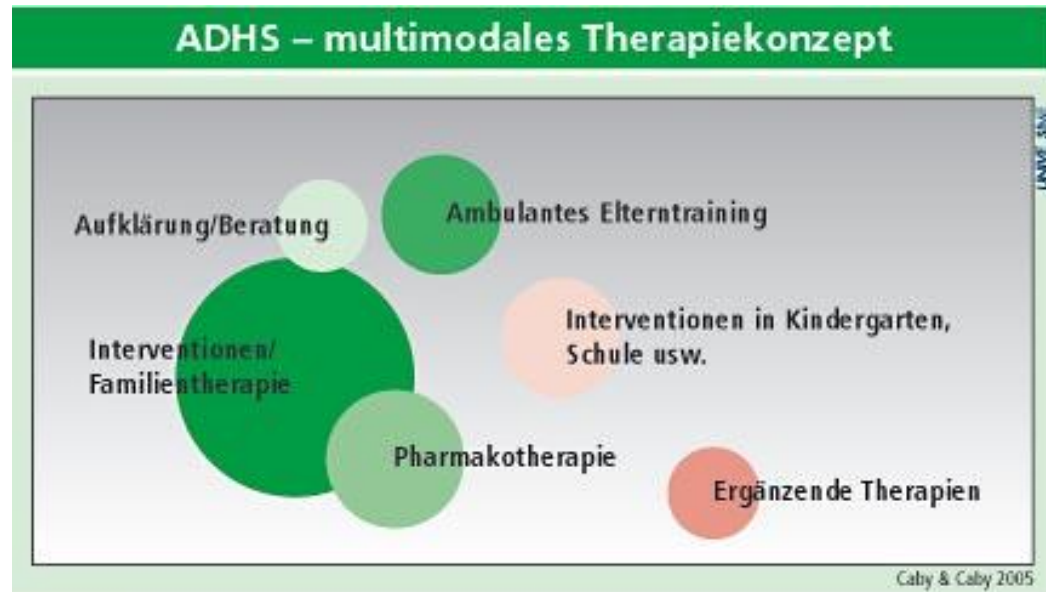 ADHS – multimodales Therapiekonzept
Aufklärung/Beratung
Ambulantes Elterntraining
Interventionen/
Familientherapie
Interventionen in Kindergarten,
Schule usw.
Pharmakotherapie
Ergänzende Therapien
Caby & Caby 2005